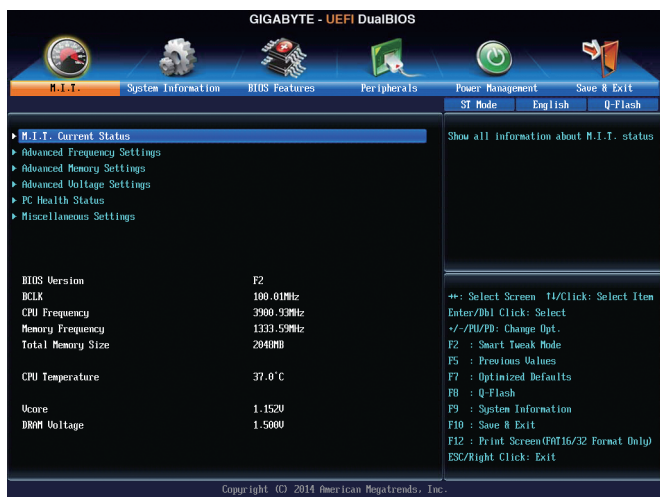 GIGABYTE - UEFI DualBIOS
M.I.T. System Information BIOS Features Peripherals Power Management Save & Exit
ST Mode English Q-Flash
M.I.T. Current Status
Advanced Frequency Settings
Advanced Memory Settings
Advanced Voltage Settings
PC Health Status
Miscellaneous Settings
Show all information about M.I.T. status
BIOS Version F2
BCLK 100.01MHz
CPU Frequency 3900.93MHz
Memory Frequency 1333.59MHz
Total Memory Size 2048MB
CPU Temperature 37.0°C
Vcore 1.152V
DRAM Voltage 1.500V
→←: Select Screen ↑↓/Click: Select Item
Enter/Dbl Click: Select
+/-/PU/PD: Change Opt.
F2 : Smart Tweak Mode
F5 : Previous Values
F7 : Optimized Defaults
F8 : Q-Flash
F9 : System Information
F10 : Save & Exit
F12 : Print Screen(FAT16/32 Format Only)
ESC/Right Click: Exit
Copyright (C) 2014 American Megatrends, Inc.